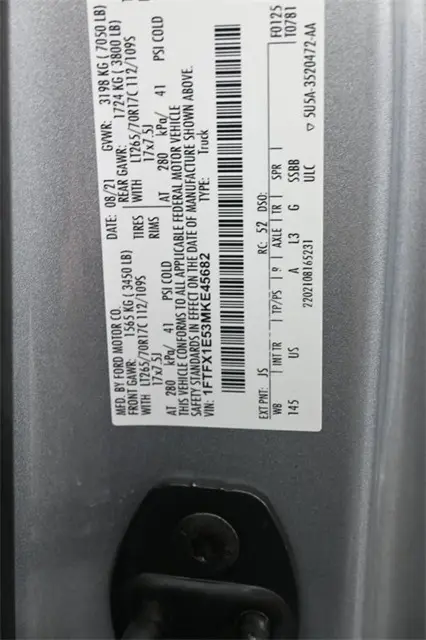 MFD. BY FORD MOTOR CO.
DATE: 08/21 GVWR: 3198 KG ( 7050 LB)
FRONT GAWR: 1565 KG (3450 LB) REAR GAWR: 1724 KG ( 3800 LB)
WITH LT265/70R17C 112/109S TIRES WITH LT265/70R17C 112/109S
17x7.5J RIMS 17x7.5J
AT 280 kPa/ 41 PSI COLD AT 280 kPa/ 41 PSI COLD
THIS VEHICLE CONFORMS TO ALL APPLICABLE FEDERAL MOTOR VEHICLE
SAFETY STANDARDS IN EFFECT ON THE DATE OF MANUFACTURE SHOWN ABOVE.
VIN: 1FTFX1E53MKE45682 TYPE: Truck
F0125
T0781
EXT PNT: JS RC: 52 DSO:
WB INT TR TP/PS 9 AXLE TR SPR
145 US A L3 G SSBB
2202108165231 ULC
5U5A-3520472-AA